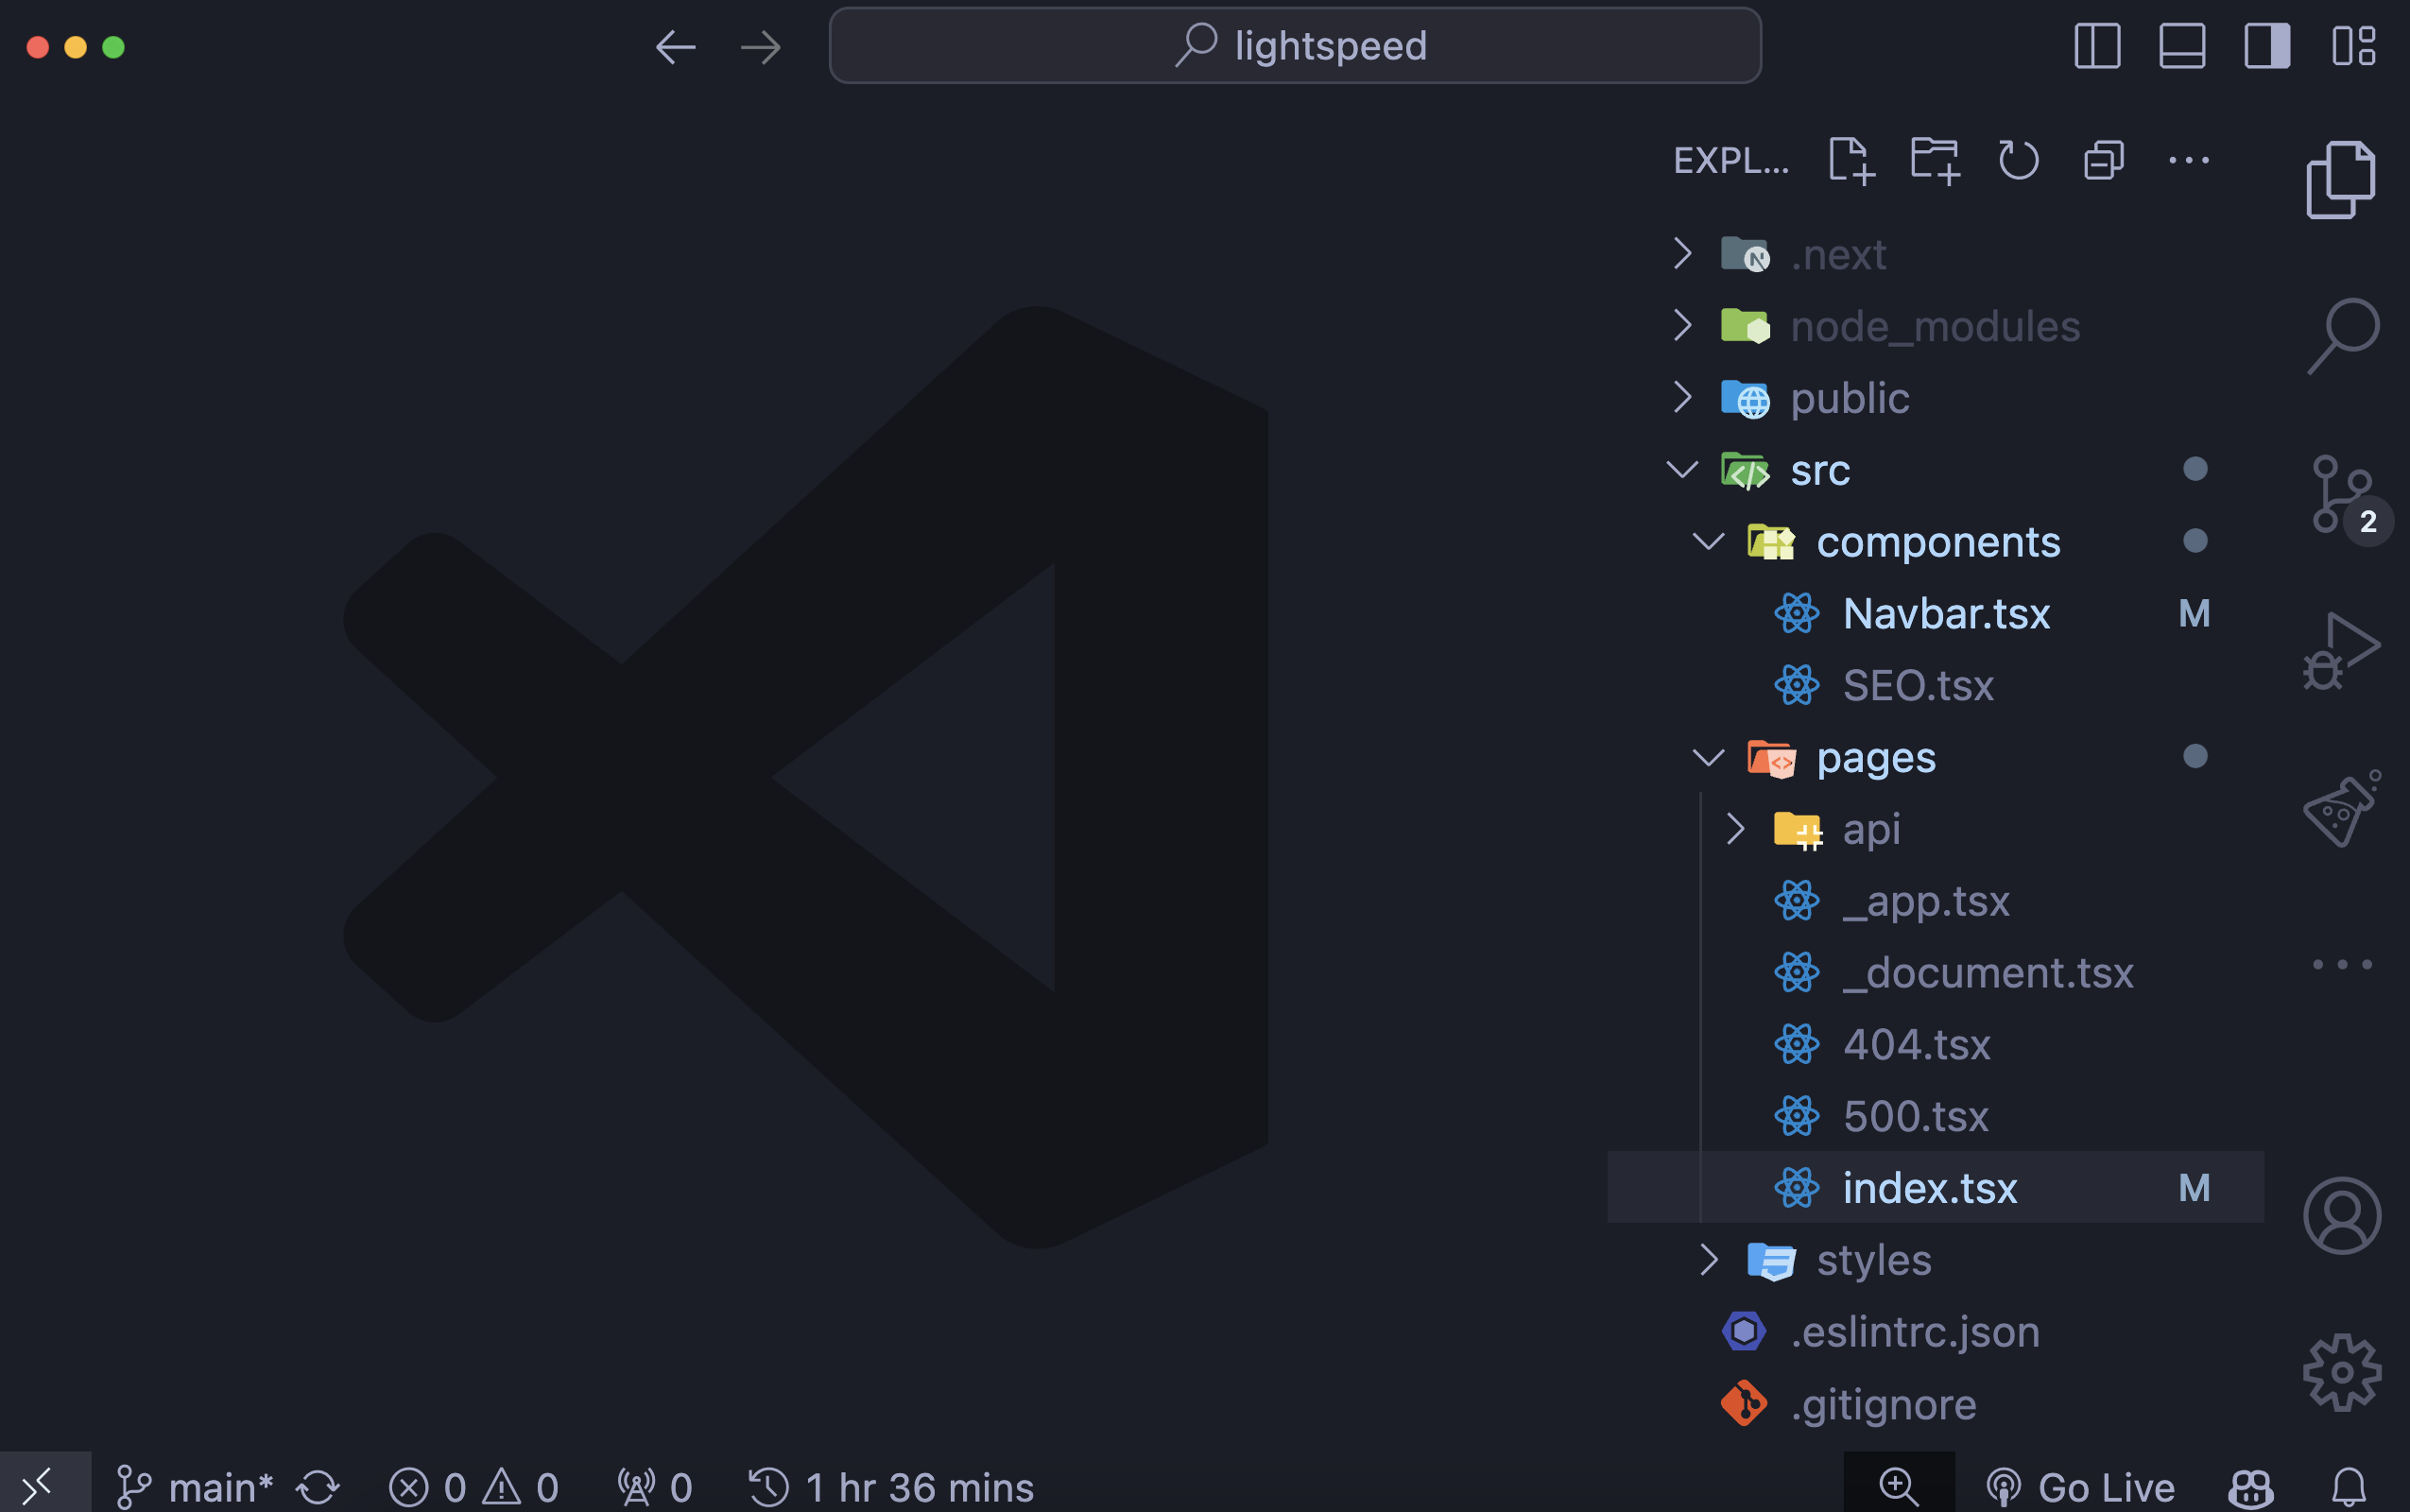 lightspeed
EXPL...
.next
node_modules
public
src
components
Navbar.tsx M
SEO.tsx
pages
api
_app.tsx
_document.tsx
404.tsx
500.tsx
index.tsx M
styles
.eslintrc.json
.gitignore
2
main* 0 0 0 1 hr 36 mins Go Live